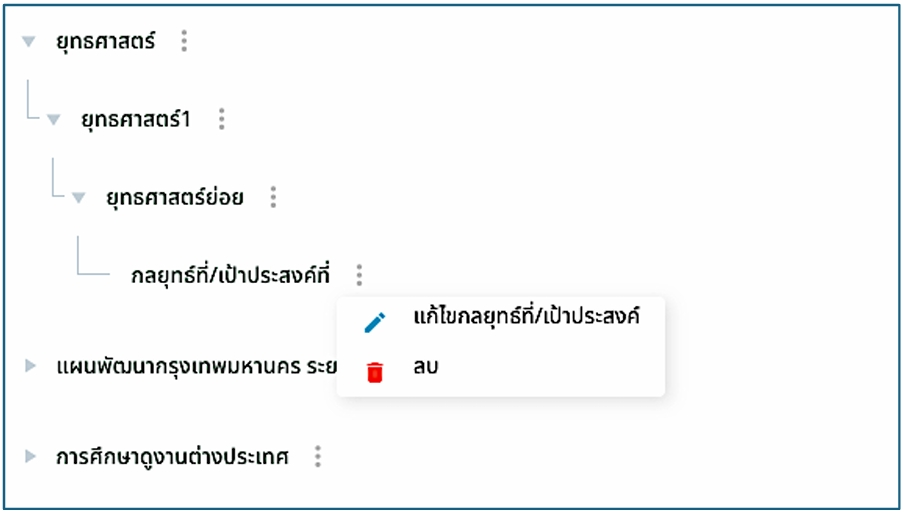 ยุทธศาสตร์
ยุทธศาสตร์1
ยุทธศาสตร์ย่อย
กลยุทธ์ที่/เป้าประสงค์ที่
แก้ไขกลยุทธ์ที่/เป้าประสงค์
แผนพัฒนากรุงเทพมหานคร ระย
ลบ
การศึกษาดูงานต่างประเทศ